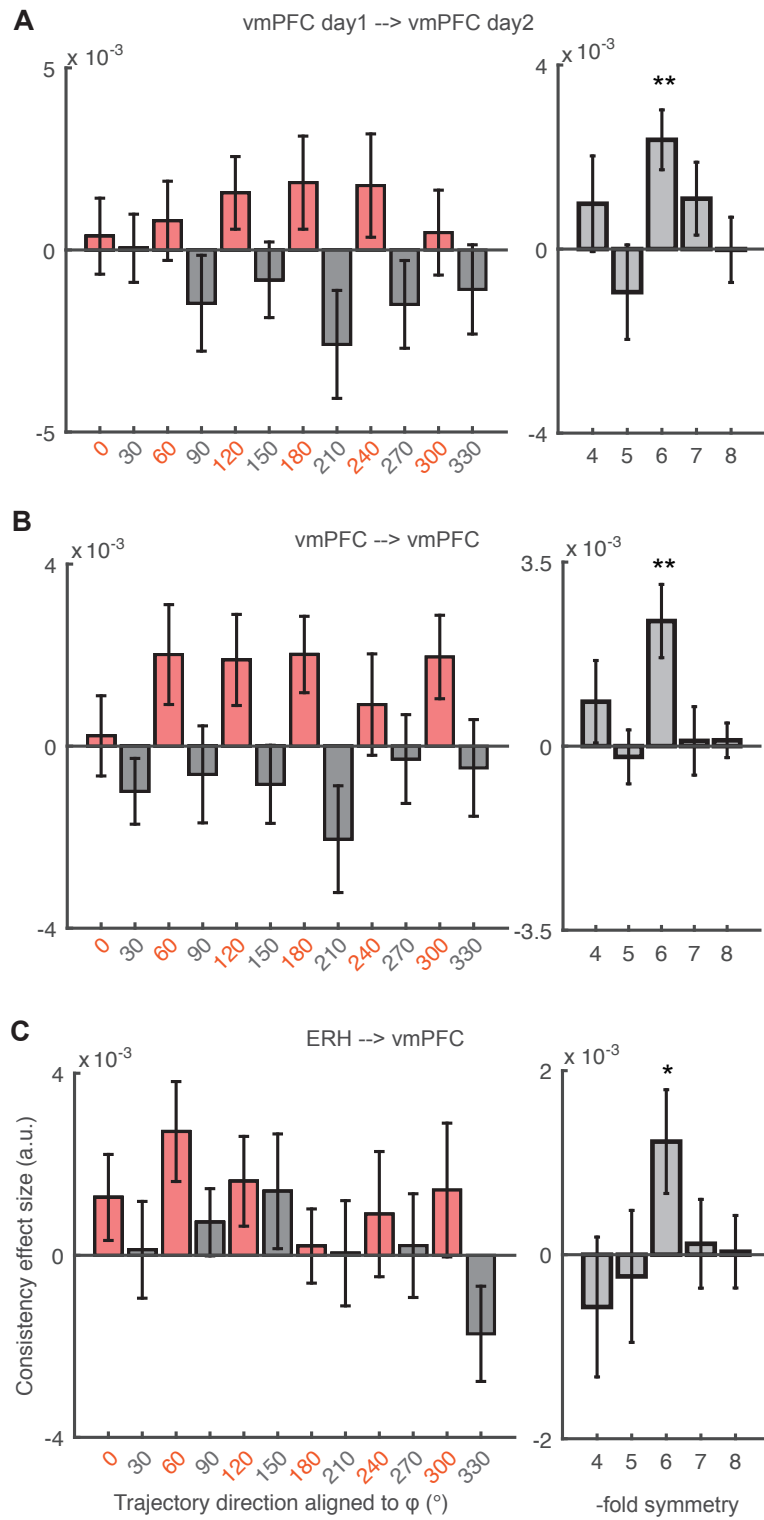 A
vmPFC day1 --> vmPFC day2
x 10-3
5
0
-5
0 30 60 90 120 150 180 210 240 270 300 330
x 10-3
4
**
0
-4
4 5 6 7 8
B
vmPFC --> vmPFC
x 10-3
4
0
-4
0 30 60 90 120 150 180 210 240 270 300 330
x 10-3
3.5
**
0
-3.5
4 5 6 7 8
C
ERH --> vmPFC
x 10-3
4
0
-4
Consistency effect size (a.u.)
0 30 60 90 120 150 180 210 240 270 300 330
Trajectory direction aligned to φ (°)
x 10-3
2
*
0
-2
4 5 6 7 8
-fold symmetry